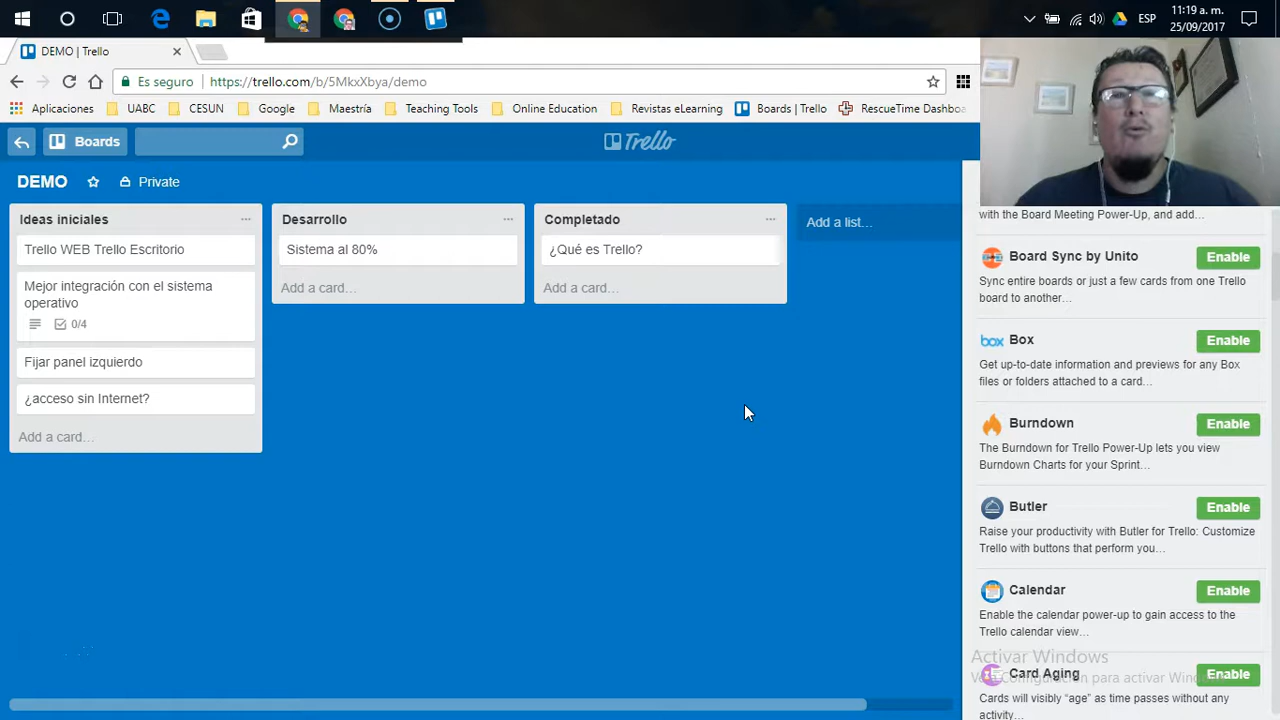 11:19 a. m.
ESP
25/09/2017
DEMO | Trello
Es seguro
https://trello.com/b/5MkxXbya/demo
Aplicaciones
UABC
CESUN
Google
Maestría
Teaching Tools
Online Education
Revistas eLearning
Boards | Trello
RescueTime Dashboa
Boards
Trello
DEMO
Private
Ideas iniciales
Trello WEB Trello Escritorio
Mejor integración con el sistema
operativo
0/4
Fijar panel izquierdo
¿acceso sin Internet?
Add a card…
Desarrollo
Sistema al 80%
Add a card…
Completado
¿Qué es Trello?
Add a card…
Add a list…
with the Board Meeting Power-Up, and add…
Board Sync by Unito
Enable
Sync entire boards or just a few cards from one Trello
board to another…
box
Box
Enable
Get up-to-date information and previews for any Box
files or folders attached to a card…
Burndown
Enable
The Burndown for Trello Power-Up lets you view
Burndown Charts for your Sprint…
Butler
Enable
Raise your productivity with Butler for Trello: Customize
Trello with buttons that perform you…
Calendar
Enable
Enable the calendar power-up to gain access to the
Trello calendar view…
Activar Windows
Card Aging
Enable
Configuración para activar
Cards will visibly “age” as time passes without any
activity…